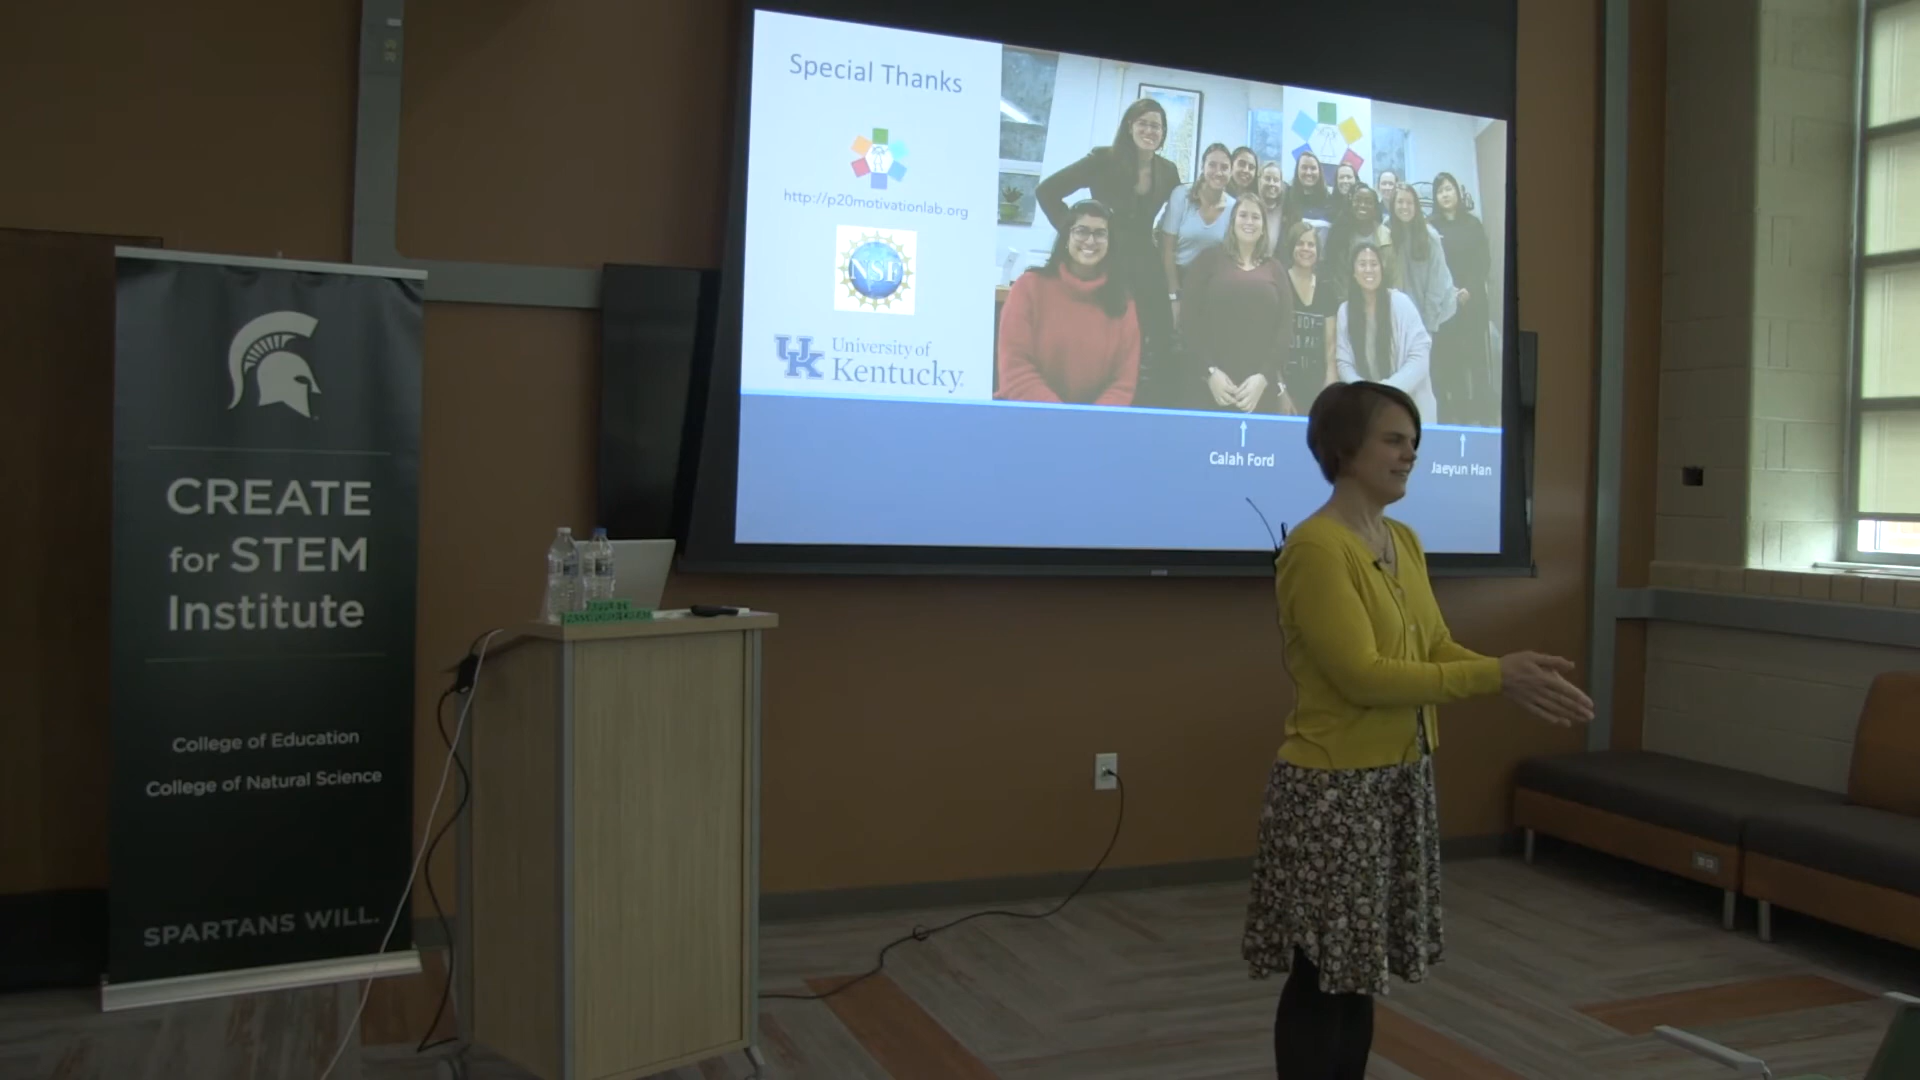 Special Thanks
http://p20motivationlab.org
NSF
UK
University of
Kentucky
Calah Ford
Jaeyun Han
CREATE
for STEM
Institute
College of Education
College of Natural Science
SPARTANS WILL.